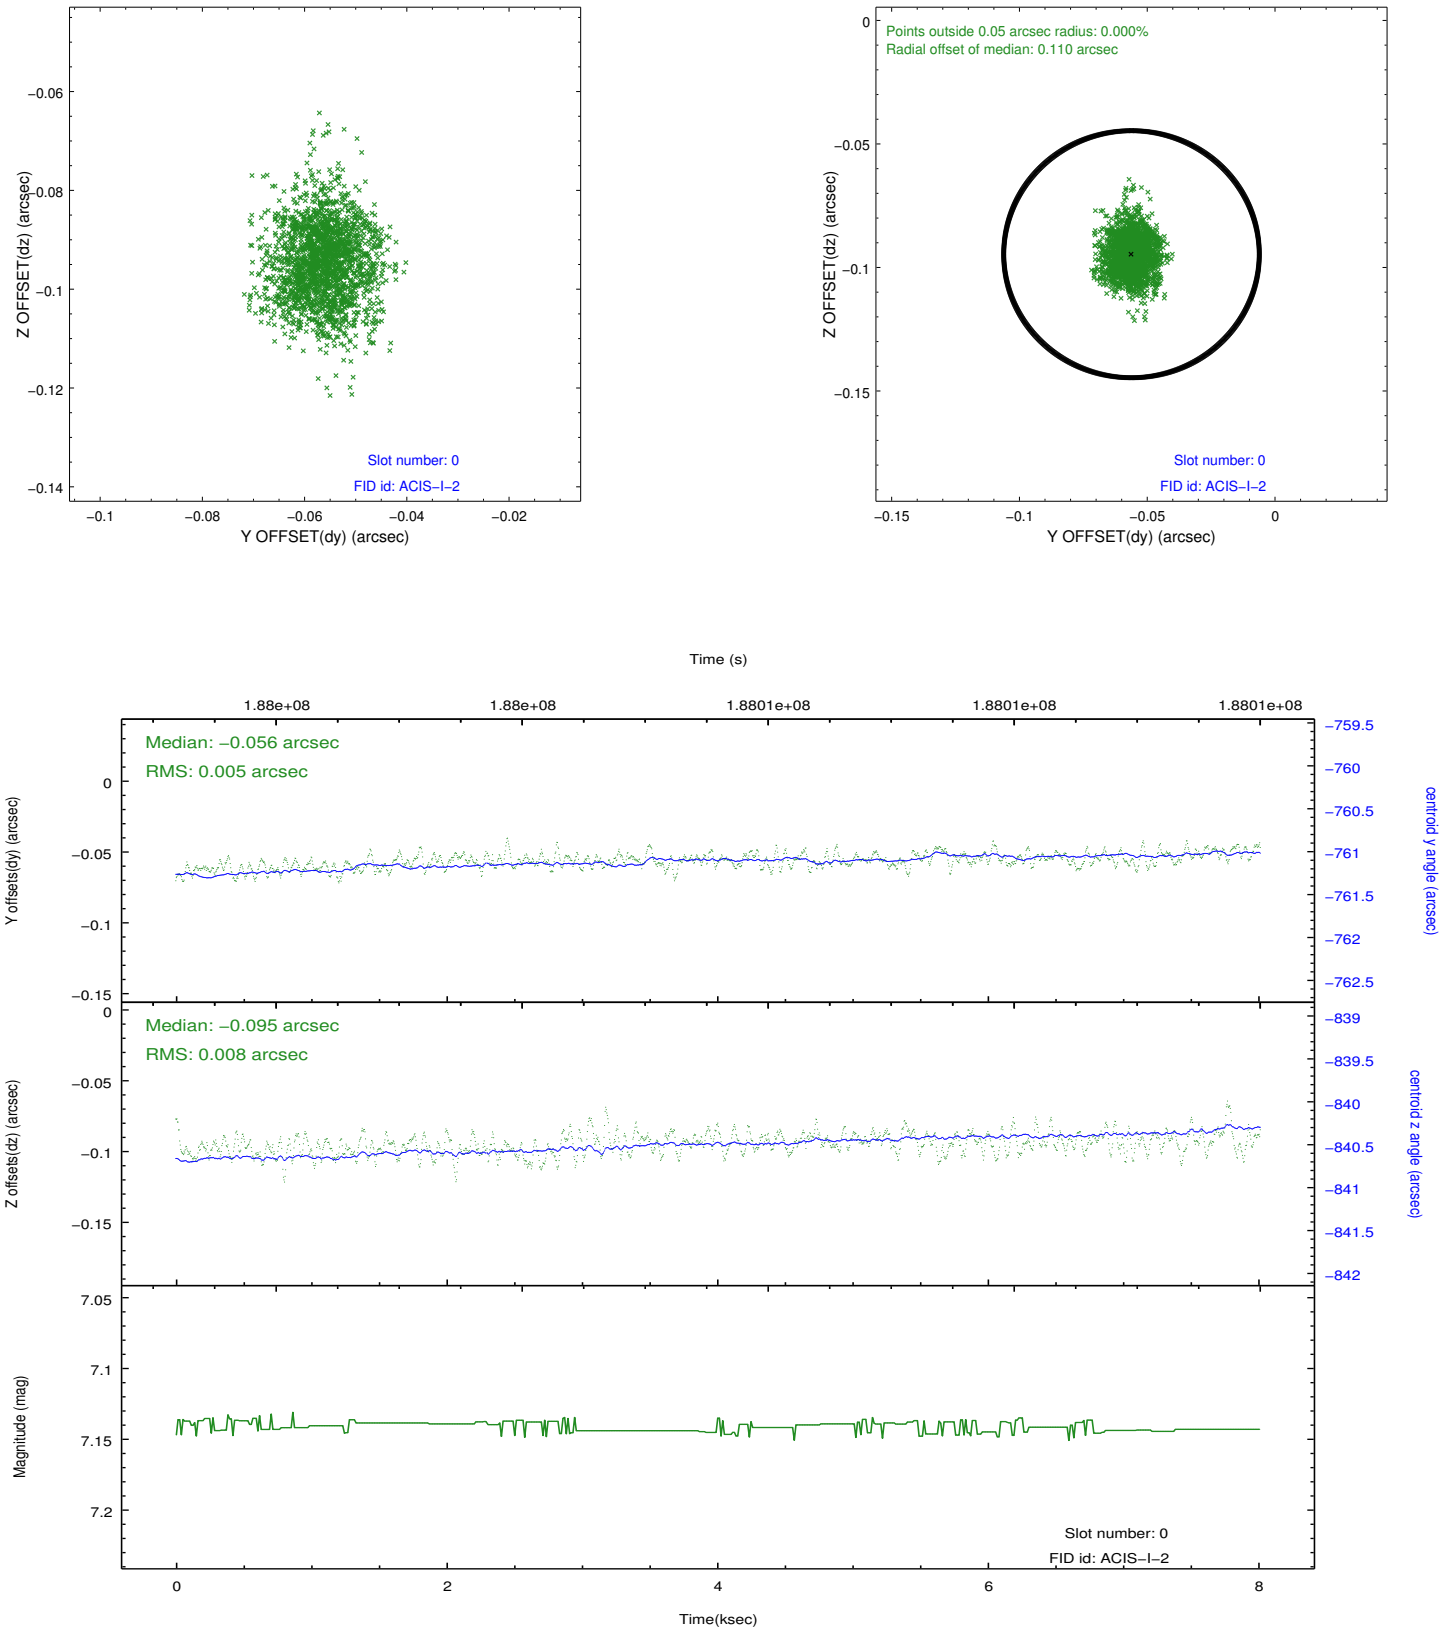 −0.06
−0.08
−0.1
−0.12
−0.14
Z OFFSET(dz) (arcsec)
Slot number: 0
FID id: ACIS−I−2
−0.1
−0.08
−0.06
−0.04
−0.02
Y OFFSET(dy) (arcsec)
Points outside 0.05 arcsec radius: 0.000%
Radial offset of median: 0.110 arcsec
0
−0.05
−0.1
−0.15
Z OFFSET(dz) (arcsec)
Slot number: 0
FID id: ACIS−I−2
−0.15
−0.1
−0.05
0
Y OFFSET(dy) (arcsec)
Time (s)
1.88e+08
1.88e+08
1.8801e+08
1.8801e+08
1.8801e+08
Median: −0.056 arcsec
RMS: 0.005 arcsec
0
−0.05
−0.1
−0.15
Y offsets(dy) (arcsec)
−759.5
−760
−760.5
−761
−761.5
−762
−762.5
centroid y angle (arcsec)
Median: −0.095 arcsec
RMS: 0.008 arcsec
0
−0.05
−0.1
−0.15
Z offsets(dz) (arcsec)
−839
−839.5
−840
−840.5
−841
−841.5
−842
centroid z angle (arcsec)
7.05
7.1
7.15
7.2
Magnitude (mag)
Slot number: 0
FID id: ACIS−I−2
0
2
4
6
8
Time(ksec)